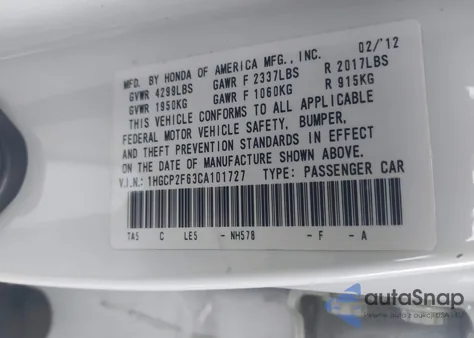 MFD. BY HONDA OF AMERICA MFG., INC. 02/'12
GVWR 4299LBS GAWR F 2337LBS R 2017LBS
GVWR 1950KG GAWR F 1060KG R 915KG
THIS VEHICLE CONFORMS TO ALL APPLICABLE
FEDERAL MOTOR VEHICLE SAFETY, BUMPER,
AND THEFT PREVENTION STANDARDS IN EFFECT
ON THE DATE OF MANUFACTURE SHOWN ABOVE.
V.I.N.: 1HGCP2F63CA101727 TYPE: PASSENGER CAR
TA5 C LE5 - NH578 - F - A
autoSnap